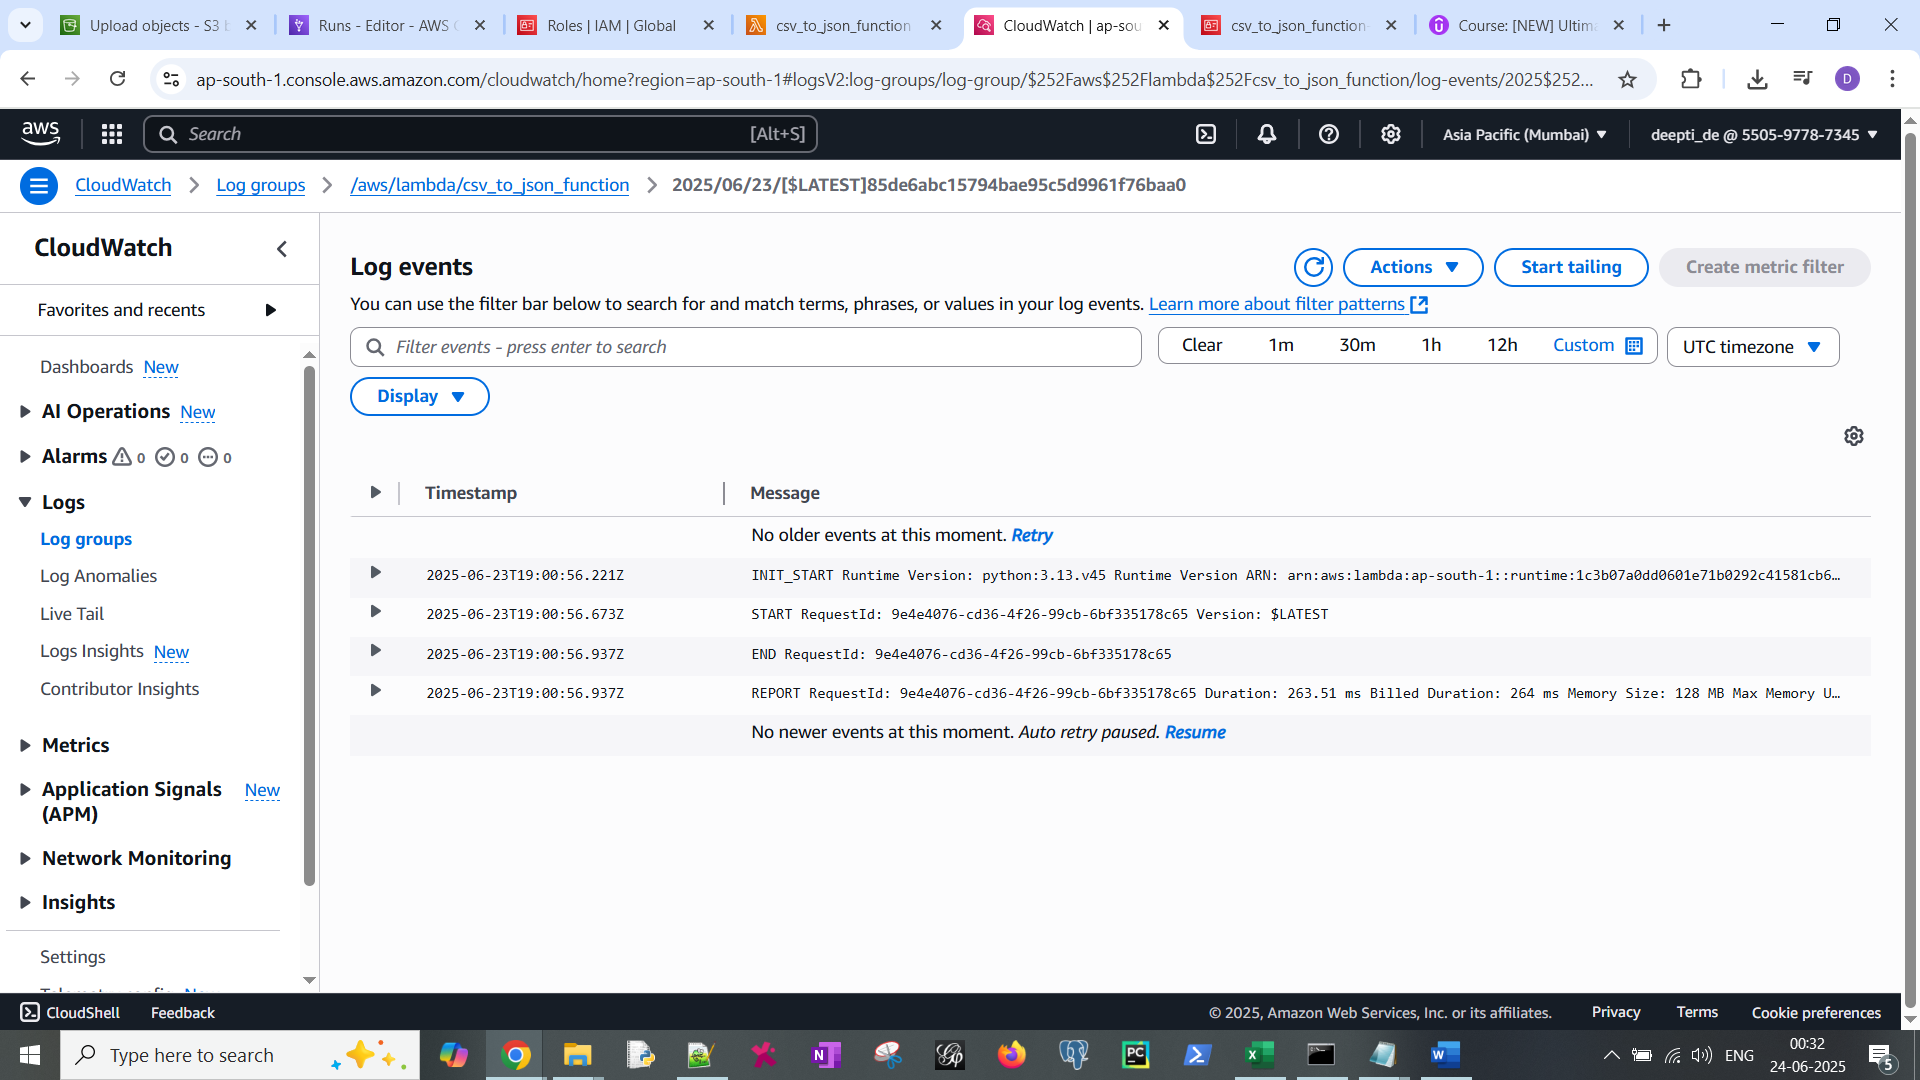 Upload objects - S3 b
Runs - Editor - AWS G
Roles | IAM | Global
csv_to_json_function
CloudWatch | ap-sou
csv_to_json_function-
Course: [NEW] Ultima
ap-south-1.console.aws.amazon.com/cloudwatch/home?region=ap-south-1#logsV2:log-groups/log-group/$252Faws$252Flambda$252Fcsv_to_json_function/log-events/2025$252...
D
aws
Search [Alt+S]
Asia Pacific (Mumbai)
deepti_de @ 5505-9778-7345
CloudWatch
Log groups
/aws/lambda/csv_to_json_function
2025/06/23/[$LATEST]85de6abc15794bae95c5d9961f76baa0
CloudWatch
Favorites and recents
Dashboards New
AI Operations New
Alarms 0 0 0
Logs
Log groups
Log Anomalies
Live Tail
Logs Insights New
Contributor Insights
Metrics
Application Signals New
(APM)
Network Monitoring
Insights
Settings
Log events
Actions
Start tailing
Create metric filter
You can use the filter bar below to search for and match terms, phrases, or values in your log events. Learn more about filter patterns
Filter events - press enter to search
Clear 1m 30m 1h 12h Custom
UTC timezone
Display
Timestamp Message
No older events at this moment. Retry
2025-06-23T19:00:56.221Z INIT_START Runtime Version: python:3.13.v45 Runtime Version ARN: arn:aws:lambda:ap-south-1::runtime:1c3b07a0dd0601e71b0292c41581cb6…
2025-06-23T19:00:56.673Z START RequestId: 9e4e4076-cd36-4f26-99cb-6bf335178c65 Version: $LATEST
2025-06-23T19:00:56.937Z END RequestId: 9e4e4076-cd36-4f26-99cb-6bf335178c65
2025-06-23T19:00:56.937Z REPORT RequestId: 9e4e4076-cd36-4f26-99cb-6bf335178c65 Duration: 263.51 ms Billed Duration: 264 ms Memory Size: 128 MB Max Memory U…
No newer events at this moment. Auto retry paused. Resume
CloudShell Feedback
© 2025, Amazon Web Services, Inc. or its affiliates. Privacy Terms Cookie preferences
Type here to search
ENG
00:32
24-06-2025
5